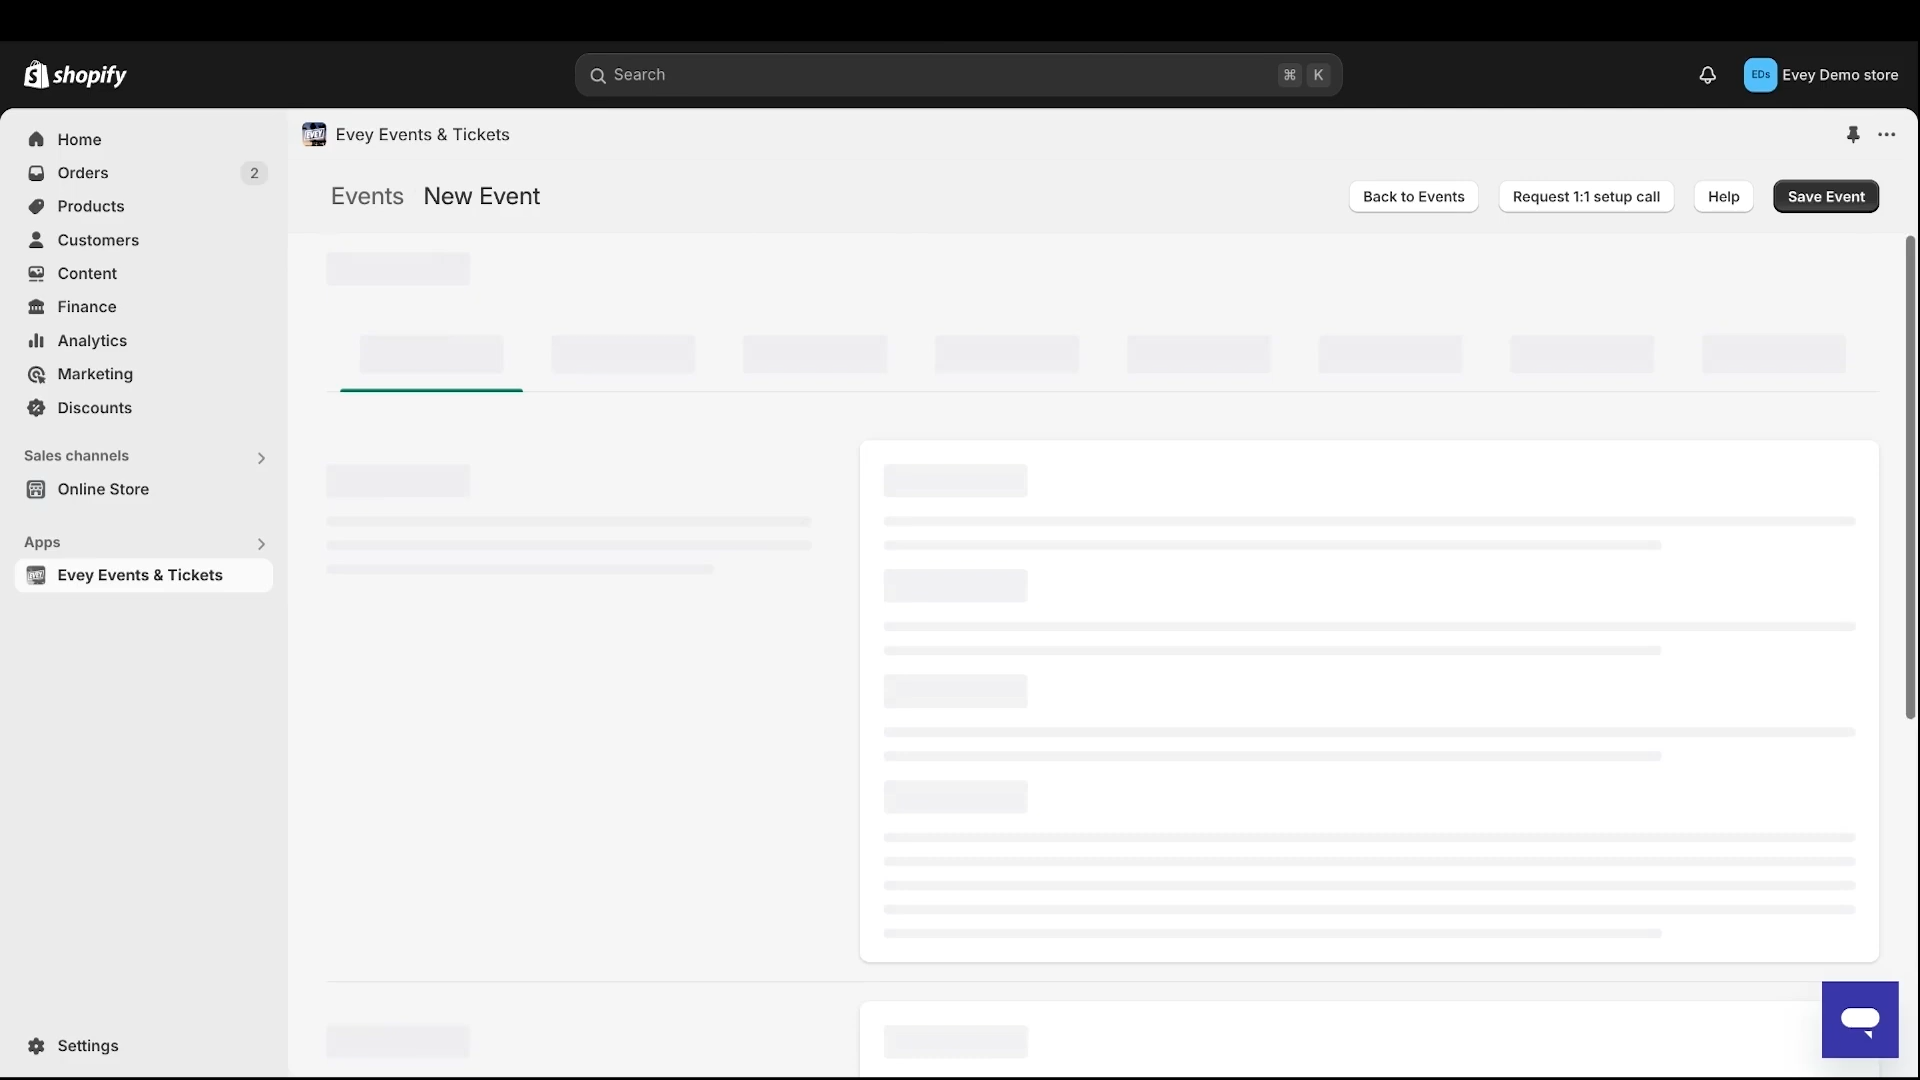 shopify
Search
⌘ K
EDs
Evey Demo store
Home
Orders
2
Products
Customers
Content
Finance
Analytics
Marketing
Discounts
Sales channels
Online Store
Apps
Evey Events & Tickets
Settings
EVEY
Evey Events & Tickets
Events New Event
Back to Events
Request 1:1 setup call
Help
Save Event